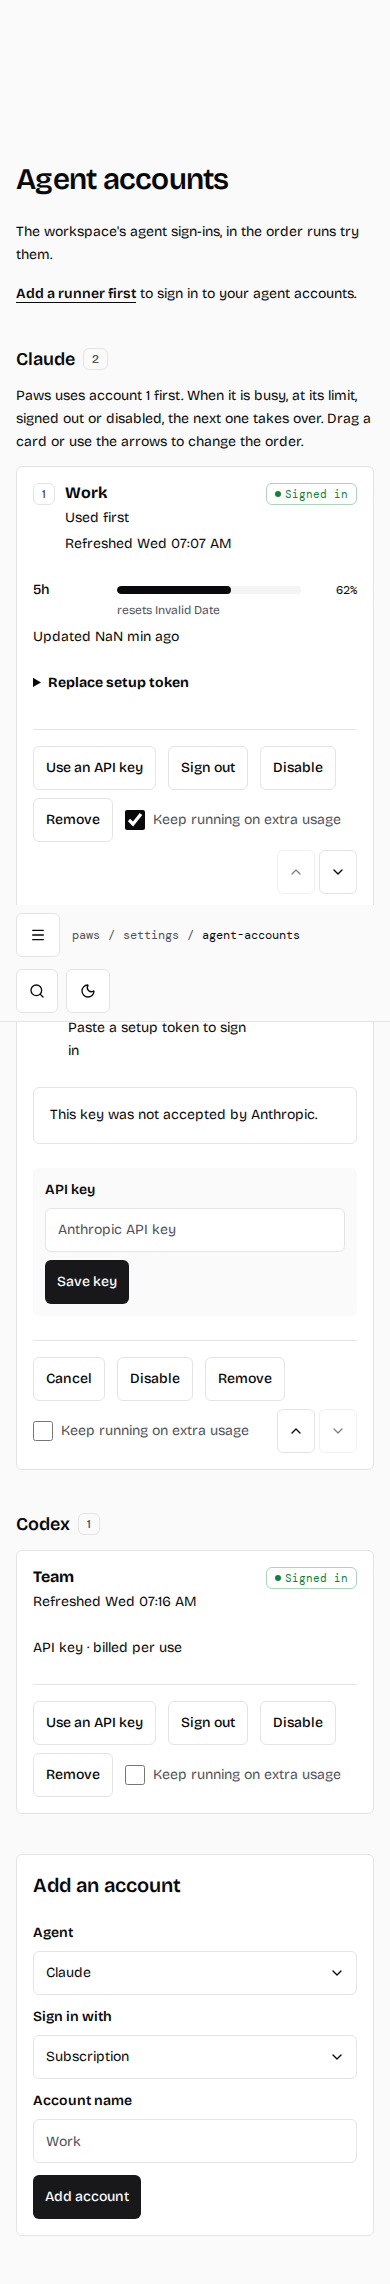 Agent accounts
The workspace's agent sign-ins, in the order runs try
them.
Add a runner first to sign in to your agent accounts.
Claude 2
Paws uses account 1 first. When it is busy, at its limit,
signed out or disabled, the next one takes over. Drag a
card or use the arrows to change the order.
1 Work Signed in
Used first
Refreshed Wed 07:07 AM
5h 62%
resets Invalid Date
Updated NaN min ago
Replace setup token
Use an API key Sign out Disable
Remove Keep running on extra usage
paws / settings / agent-accounts
Paste a setup token to sign
in
This key was not accepted by Anthropic.
API key
Anthropic API key
Save key
Cancel Disable Remove
Keep running on extra usage
Codex 1
Team Signed in
Refreshed Wed 07:16 AM
API key · billed per use
Use an API key Sign out Disable
Remove Keep running on extra usage
Add an account
Agent
Claude
Sign in with
Subscription
Account name
Work
Add account